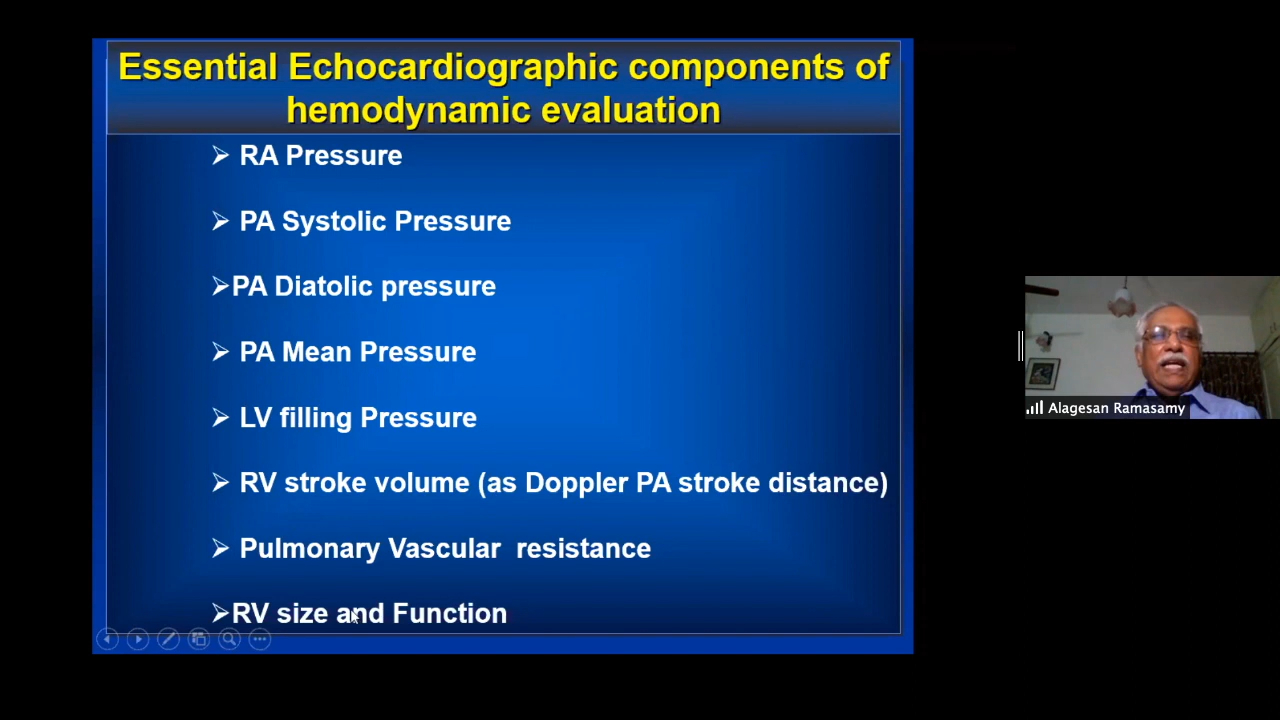 Essential Echocardiographic components of
hemodynamic evaluation
➢ RA Pressure
➢ PA Systolic Pressure
➢PA Diatolic pressure
➢ PA Mean Pressure
➢ LV filling Pressure
➢ RV stroke volume (as Doppler PA stroke distance)
➢ Pulmonary Vascular resistance
➢RV size and Function
Alagesan Ramasamy